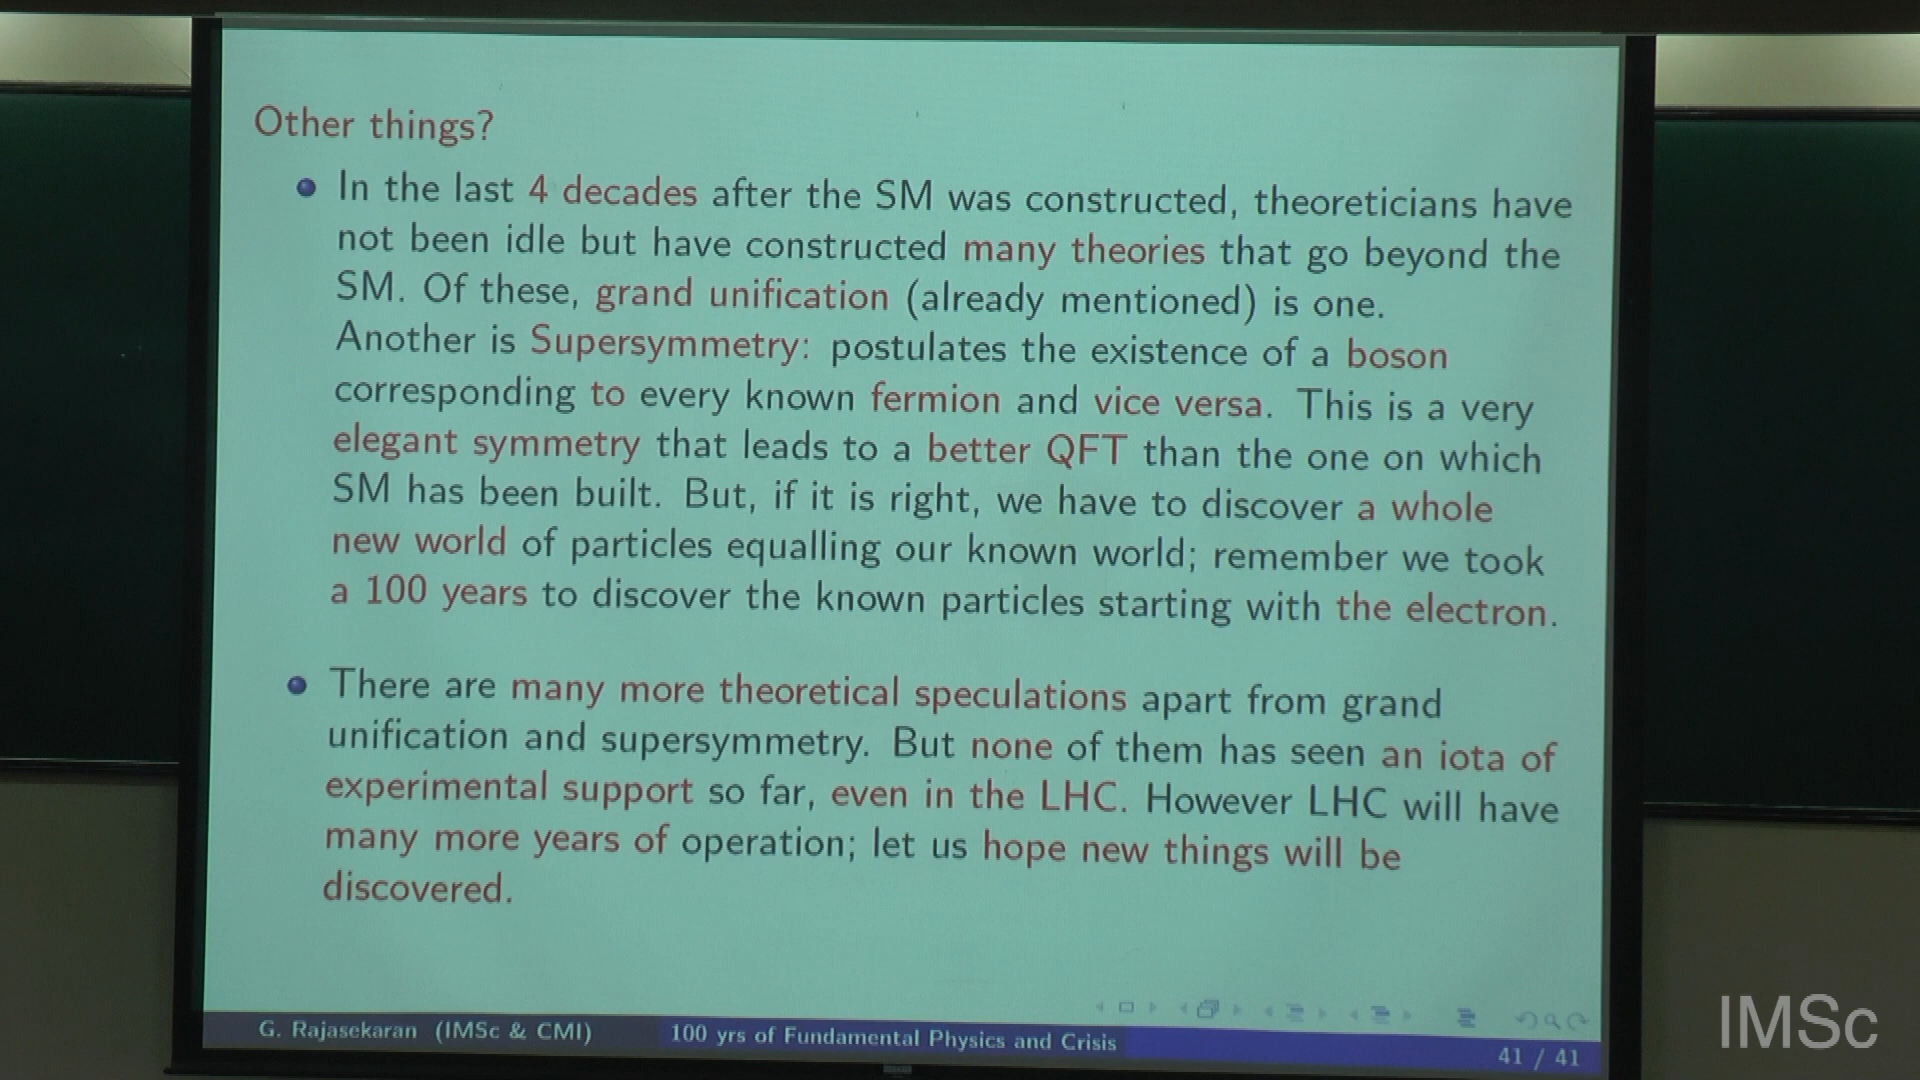 Other things?
In the last 4 decades after the SM was constructed, theoreticians have
not been idle but have constructed many theories that go beyond the
SM. Of these, grand unification (already mentioned) is one.
Another is Supersymmetry: postulates the existence of a boson
corresponding to every known fermion and vice versa. This is a very
elegant symmetry that leads to a better QFT than the one on which
SM has been built. But, if it is right, we have to discover a whole
new world of particles equalling our known world; remember we took
a 100 years to discover the known particles starting with the electron.
There are many more theoretical speculations apart from grand
unification and supersymmetry. But none of them has seen an iota of
experimental support so far, even in the LHC. However LHC will have
many more years of operation; let us hope new things will be
discovered.
G. Rajasekaran (IMSc & CMI) 100 yrs of Fundamental Physics and Crisis
41 / 41
IMSc